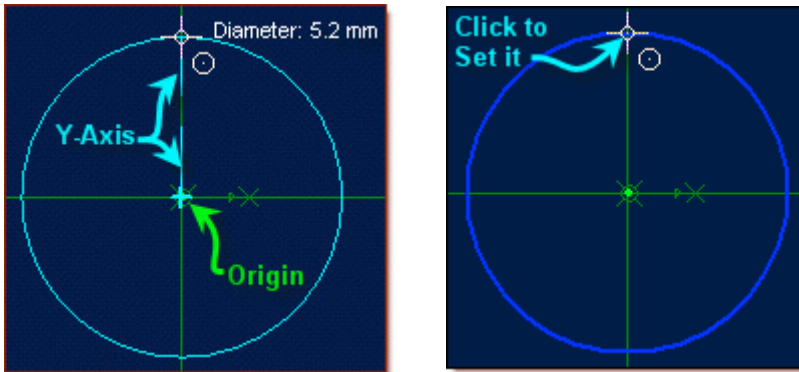 Diameter: 5.2 mm
Y-Axis
Origin
Click to
Set it